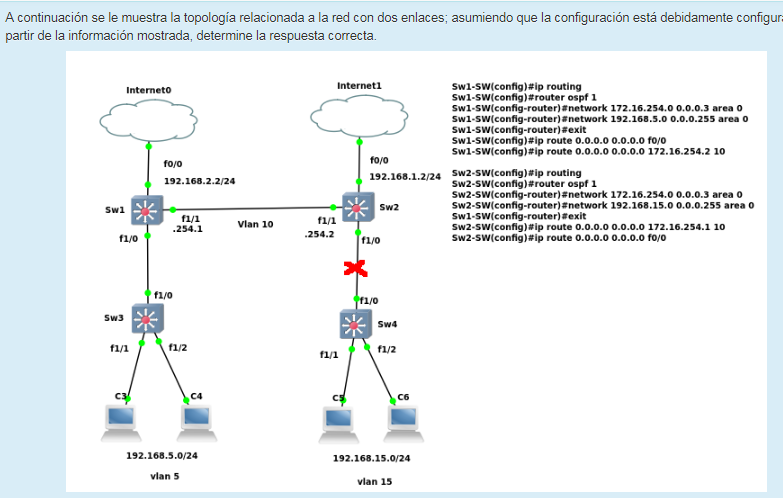 A continuación se le muestra la topología relacionada a la red con dos enlaces; asumiendo que la configuración está debidamente
partir de la información mostrada, determine la respuesta correcta.
Internet0
Internet1
f0/0
192.168.2.2/24
f0/0
192.168.1.2/24
Sw1
f1/1
.254.1
Vlan 10
f1/1
.254.2
Sw2
f1/0
f1/0
f1/0
f1/0
Sw3
Sw4
f1/1
f1/2
f1/1
f1/2
C3
C4
C5
C6
192.168.5.0/24
192.168.15.0/24
vlan 5
vlan 15
Sw1-SW(config)#ip routing
Sw1-SW(config)#router ospf 1
Sw1-SW(config-router)#network 172.16.254.0 0.0.0.3 area 0
Sw1-SW(config-router)#network 192.168.5.0 0.0.0.255 area 0
Sw1-SW(config-router)#exit
Sw1-SW(config)#ip route 0.0.0.0 0.0.0.0 f0/0
Sw1-SW(config)#ip route 0.0.0.0 0.0.0.0 172.16.254.2 10
Sw2-SW(config)#ip routing
Sw2-SW(config)#router ospf 1
Sw2-SW(config-router)#network 172.16.254.0 0.0.0.3 area 0
Sw2-SW(config-router)#network 192.168.15.0 0.0.0.255 area 0
Sw1-SW(config-router)#exit
Sw2-SW(config)#ip route 0.0.0.0 0.0.0.0 172.16.254.1 10
Sw2-SW(config)#ip route 0.0.0.0 0.0.0.0 f0/0